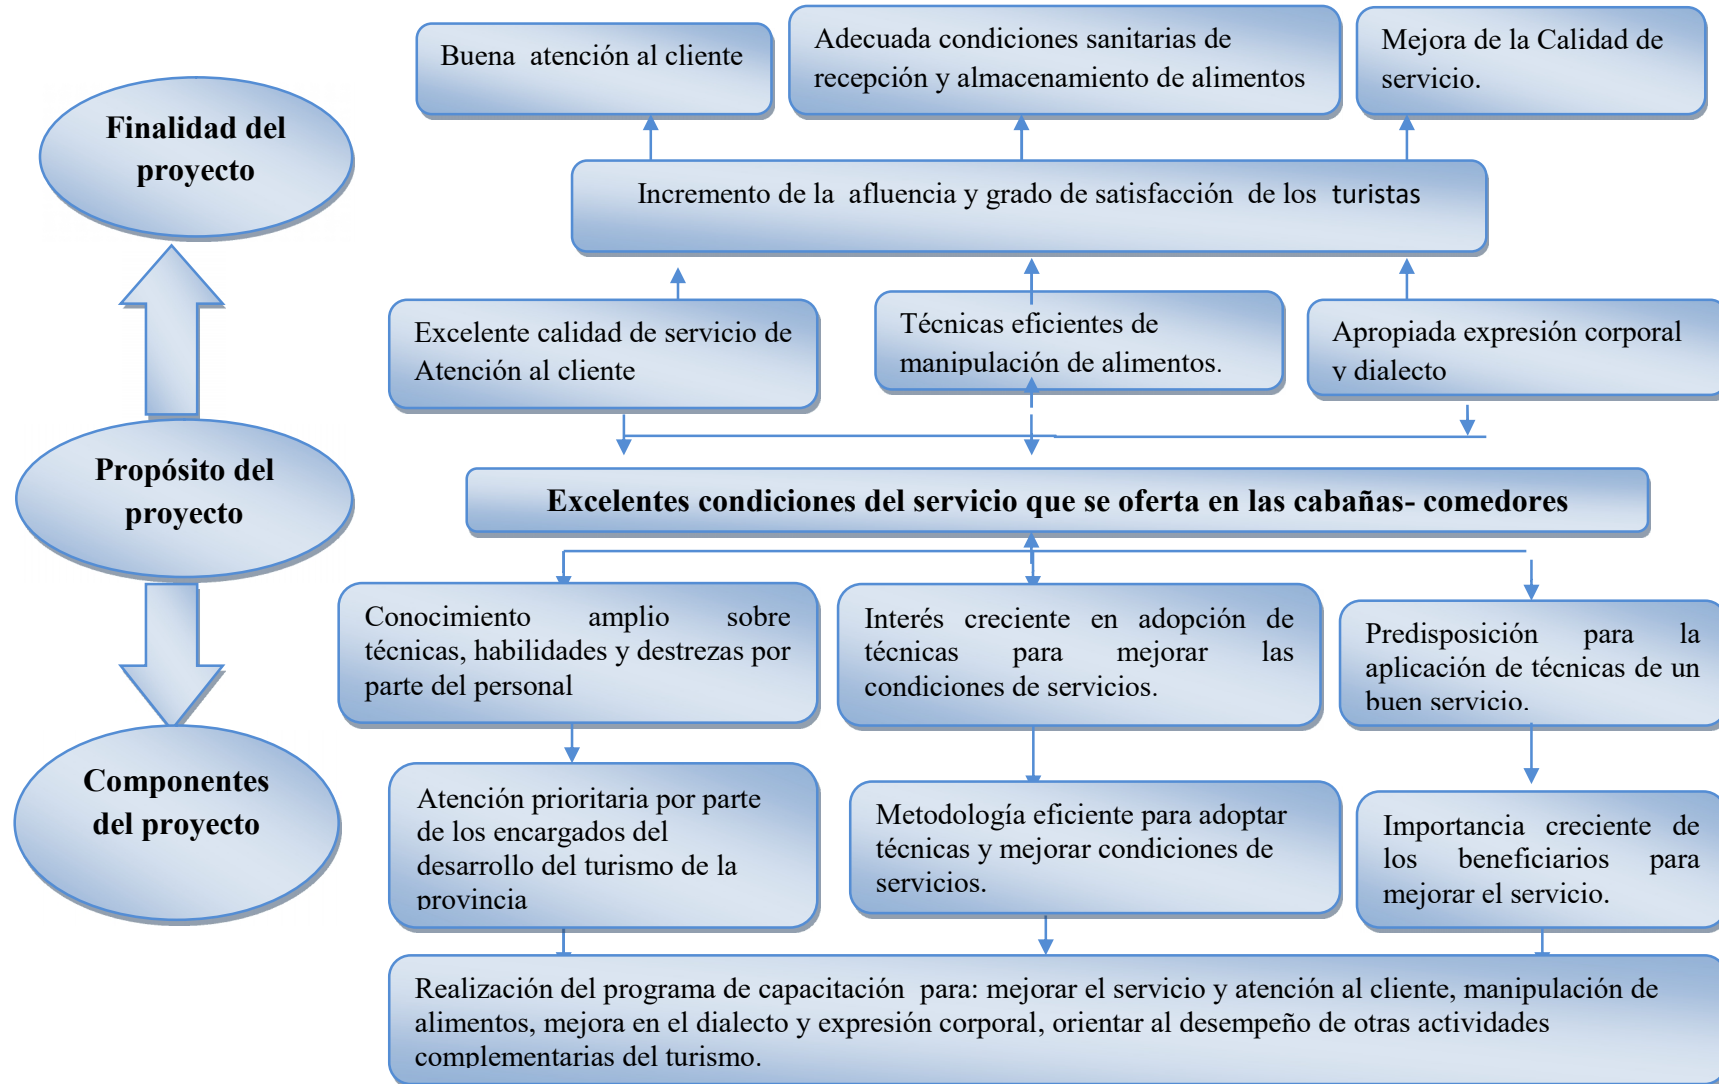 Buena atención al cliente
Adecuada condiciones sanitarias de
recepción y almacenamiento de alimentos
Mejora de la Calidad de
servicio.
Finalidad del
proyecto
Incremento de la afluencia y grado de satisfacción de los turistas
Excelente calidad de servicio de
Atención al cliente
Técnicas eficientes de
manipulación de alimentos.
Apropiada expresión corporal
y dialecto
Propósito del
proyecto
Excelentes condiciones del servicio que se oferta en las cabañas- comedores
Conocimiento amplio sobre
técnicas, habilidades y destrezas por
parte del personal
Interés creciente en adopción de
técnicas para mejorar las
condiciones de servicios.
Predisposición para la
aplicación de técnicas de un
buen servicio.
Componentes
del proyecto
Atención prioritaria por parte
de los encargados del
desarrollo del turismo de la
provincia
Metodología eficiente para adoptar
técnicas y mejorar condiciones de
servicios.
Importancia creciente de
los beneficiarios para
mejorar el servicio.
Realización del programa de capacitación para: mejorar el servicio y atención al cliente, manipulación de
alimentos, mejora en el dialecto y expresión corporal, orientar al desempeño de otras actividades
complementarias del turismo.